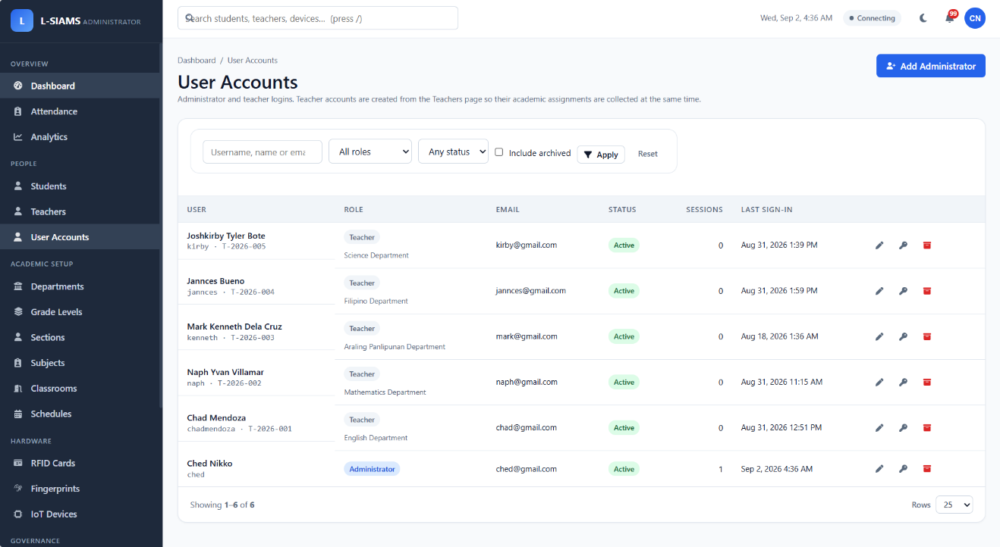 L L-SIAMS ADMINISTRATOR
OVERVIEW
Dashboard
Attendance
Analytics
PEOPLE
Students
Teachers
User Accounts
ACADEMIC SETUP
Departments
Grade Levels
Sections
Subjects
Classrooms
Schedules
HARDWARE
RFID Cards
Fingerprints
IoT Devices
GOVERNANCE
Search students, teachers, devices... (press /)
Wed, Sep 2, 4:36 AM
Connecting
99
CN
Dashboard / User Accounts
User Accounts
Administrator and teacher logins. Teacher accounts are created from the Teachers page so their academic assignments are collected at the same time.
Add Administrator
Username, name or ema
All roles
Any status
Include archived
Apply
Reset
USER ROLE EMAIL STATUS SESSIONS LAST SIGN-IN
Joshkirby Tyler Bote
kirby · T-2026-005
Teacher
Science Department
kirby@gmail.com
Active
0
Aug 31, 2026 1:39 PM
Jannces Bueno
jannces · T-2026-004
Teacher
Filipino Department
jannces@gmail.com
Active
0
Aug 31, 2026 1:59 PM
Mark Kenneth Dela Cruz
kenneth · T-2026-003
Teacher
Araling Panlipunan Department
mark@gmail.com
Active
0
Aug 18, 2026 1:36 AM
Naph Yvan Villamar
naph · T-2026-002
Teacher
Mathematics Department
naph@gmail.com
Active
0
Aug 31, 2026 11:15 AM
Chad Mendoza
chadmendoza · T-2026-001
Teacher
English Department
chad@gmail.com
Active
0
Aug 31, 2026 12:51 PM
Ched Nikko
ched
Administrator
ched@gmail.com
Active
1
Sep 2, 2026 4:36 AM
Showing 1–6 of 6
Rows 25